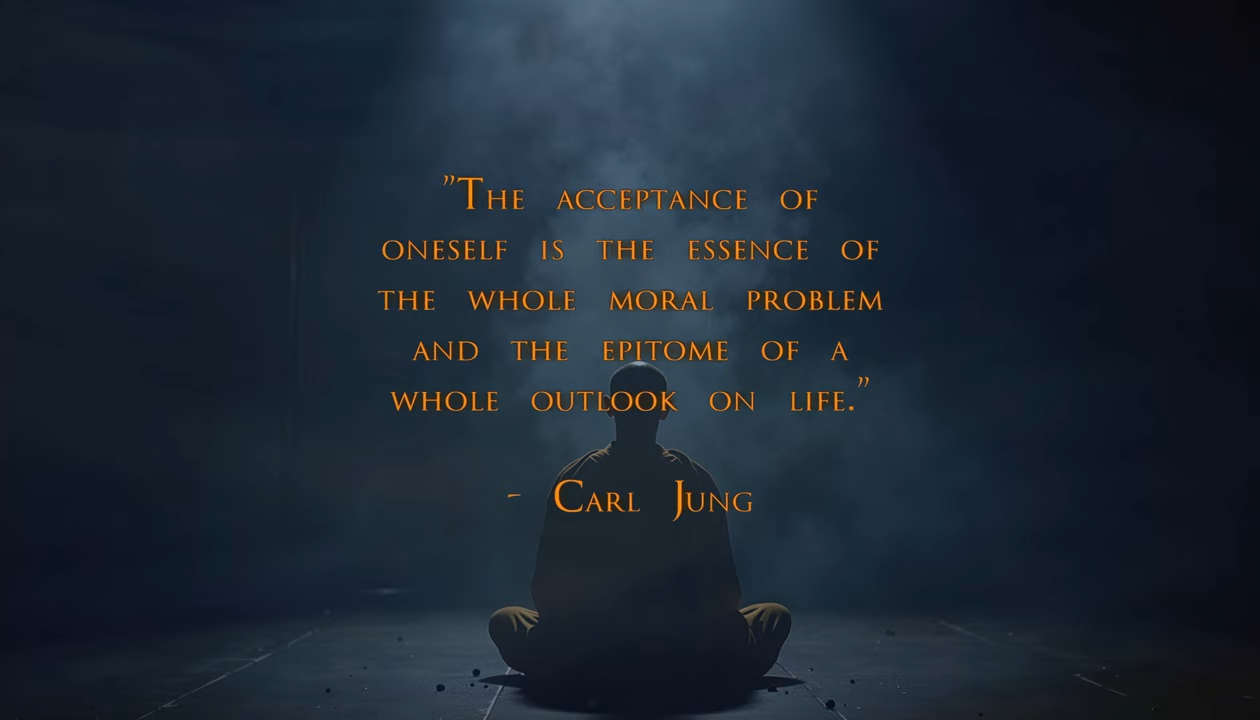 ”The acceptance of
oneself is the essence of
the whole moral problem
and the epitome of a
whole outlook on life.”
- Carl Jung